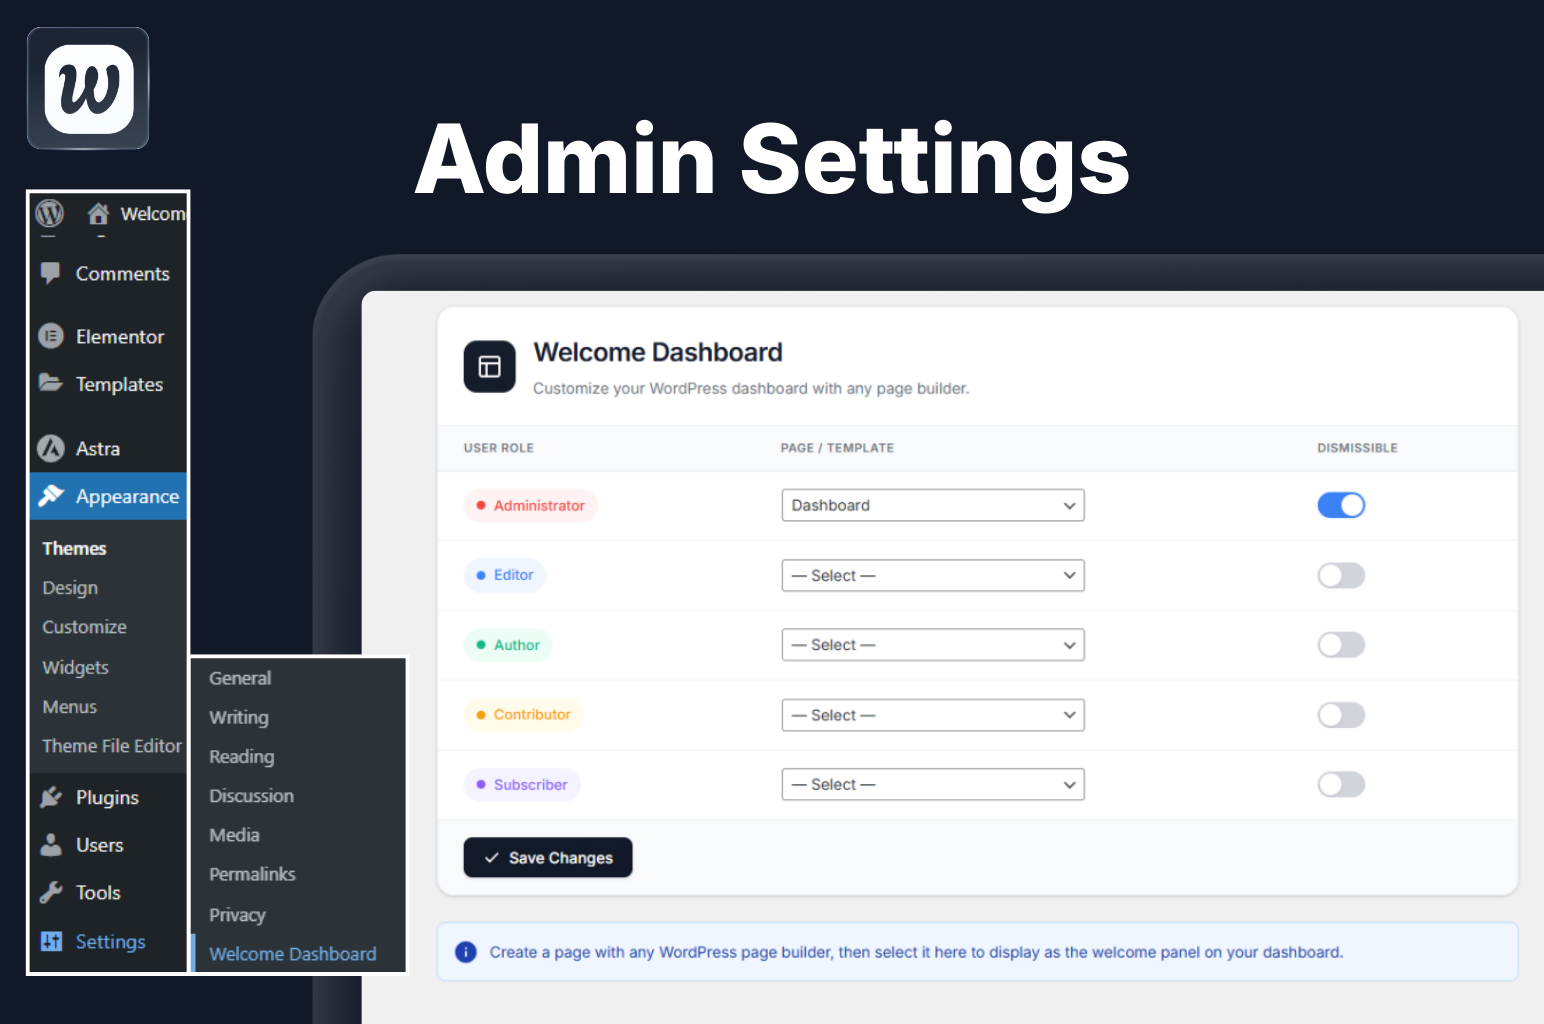 w
Admin Settings
Welcom
Comments
Elementor
Templates
Astra
Appearance
Themes
Design
Customize
Widgets
Menus
Theme File Editor
Plugins
Users
Tools
Settings
General
Writing
Reading
Discussion
Media
Permalinks
Privacy
Welcome Dashboard
Welcome Dashboard
Customize your WordPress dashboard with any page builder.
USER ROLE PAGE / TEMPLATE DISMISSIBLE
Administrator Dashboard
Editor — Select —
Author — Select —
Contributor — Select —
Subscriber — Select —
Save Changes
Create a page with any WordPress page builder, then select it here to display as the welcome panel on your dashboard.